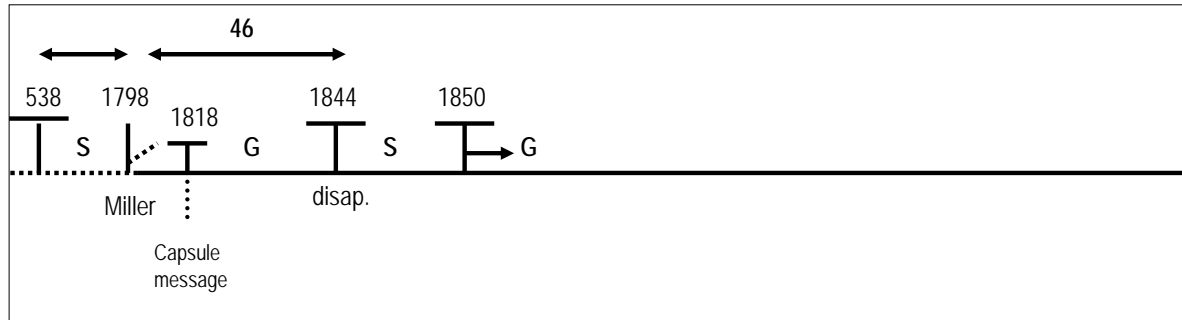 46
538 1798 1818 1844 1850
S G S G
Miller disap.
Capsule
message